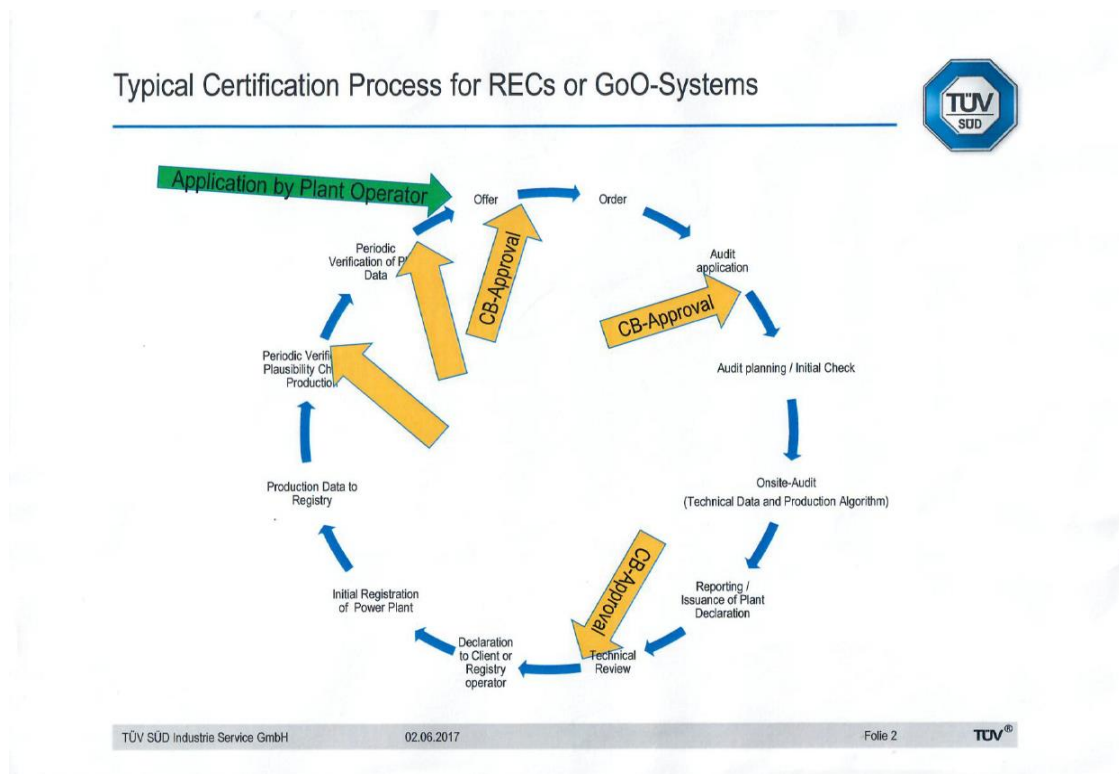 Typical Certification Process for RECs or GoO-Systems
TÜV
SÜD
Application by Plant Operator
Offer
Order
Audit
application
CB-Approval
CB-Approval
Audit planning / Initial Check
Onsite-Audit
(Technical Data and Production Algorithm)
Reporting /
Issuance of Plant
Declaration
CB-Approval
Technical
Review
Declaration
to Client or
Registry
operator
Initial Registration
of Power Plant
Production Data to
Registry
Periodic
Plausibility
Production
Periodic
Verification of
Data
TÜV SÜD Industrie Service GmbH
02.06.2017
Folie 2
TÜV®